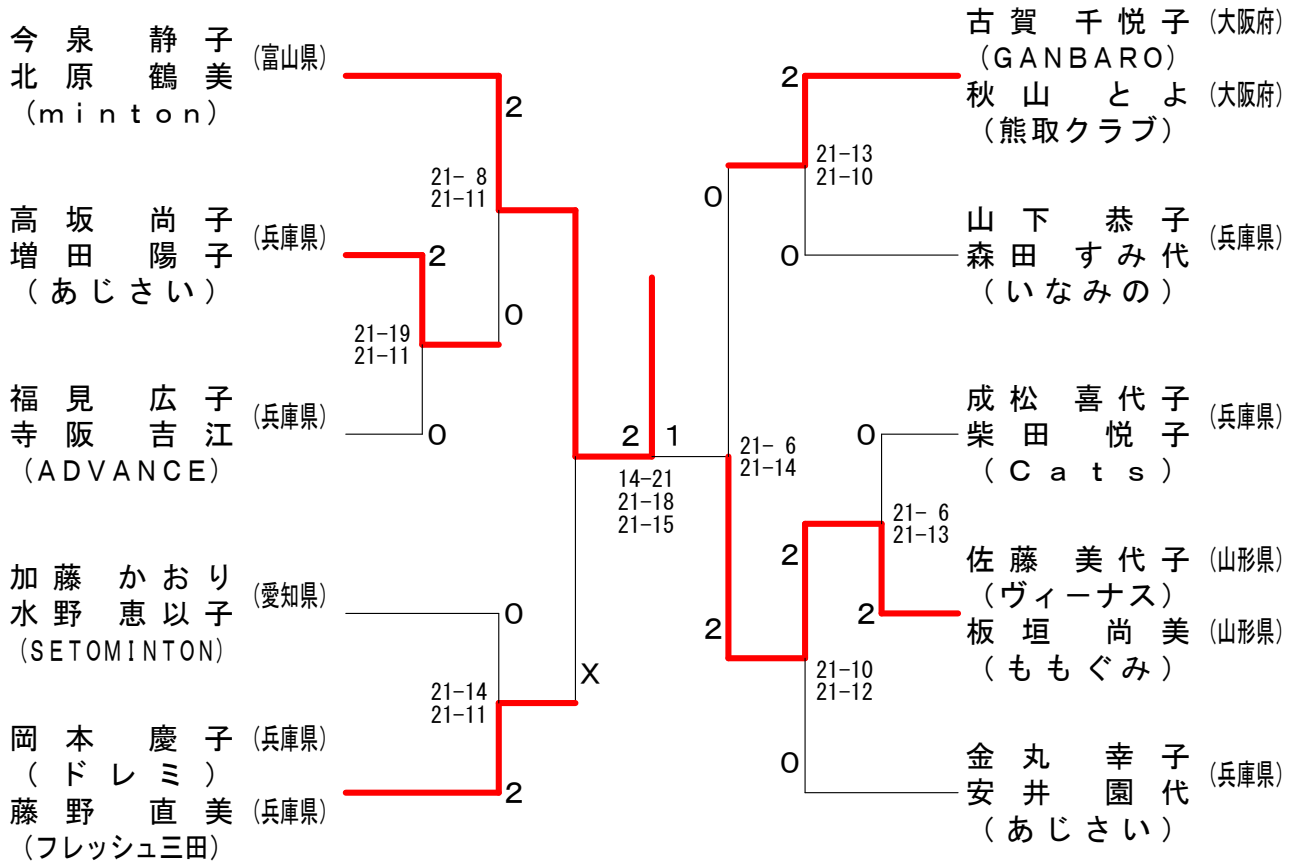 今泉 静子 (富山県)
北原 鶴美
(minton)
高坂 尚子 (兵庫県)
増田 陽子
(あじさい)
福見 広子 (兵庫県)
寺阪 吉江
(ADVANCE)
加藤 かおり (愛知県)
水野 恵以子
(SETOMINTON)
岡本 慶子 (兵庫県)
(ドレミ)
藤野 直美 (兵庫県)
(フレッシュ三田)
2
21- 8
21-11
2
0
21-19
21-11
0
0
21-14
21-11
2
X
2 1
14-21
21-18
21-15
0
21- 6
21-14
2
2
21-13
21-10
0
0
21- 6
21-13
2
2
21-10
21-12
0
古賀 千悦子 (大阪府)
(GANBARO)
秋山 とよ (大阪府)
(熊取クラブ)
山下 恭子 (兵庫県)
森田 すみ代
(いなみの)
成松 喜代子 (兵庫県)
柴田 悦子
(Cats)
佐藤 美代子 (山形県)
(ヴィーナス)
板垣 尚美 (山形県)
(ももぐみ)
金丸 幸子 (兵庫県)
安井 園代
(あじさい)